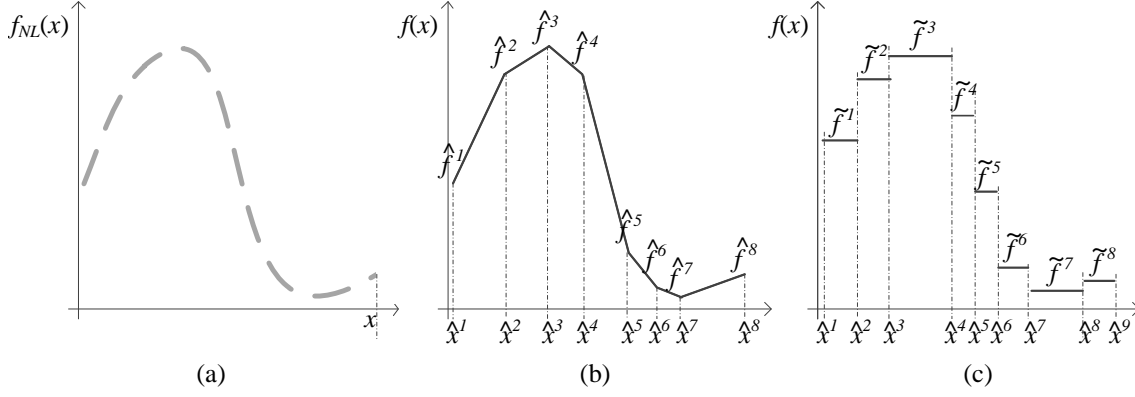 f_NL(x)
x
(a)
f(x)
f̂^1 f̂^2 f̂^3 f̂^4 f̂^5 f̂^6 f̂^7 f̂^8
x̂^1 x̂^2 x̂^3 x̂^4 x̂^5 x̂^6 x̂^7 x̂^8
(b)
f(x)
f̃^1 f̃^2 f̃^3 f̃^4 f̃^5 f̃^6 f̃^7 f̃^8
x̂^1 x̂^2 x̂^3 x̂^4 x̂^5 x̂^6 x̂^7 x̂^8 x̂^9
(c)